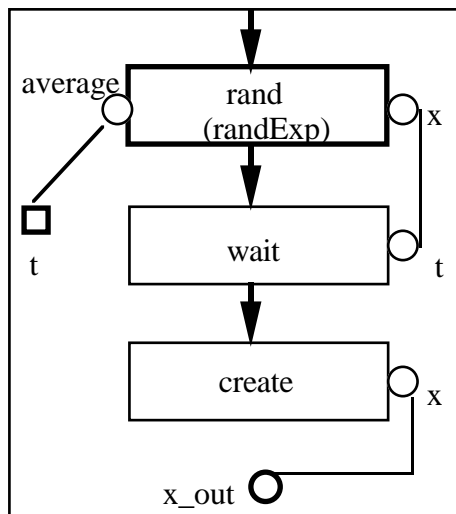 average
rand
(randExp)
x
t
wait
t
create
x
x_out